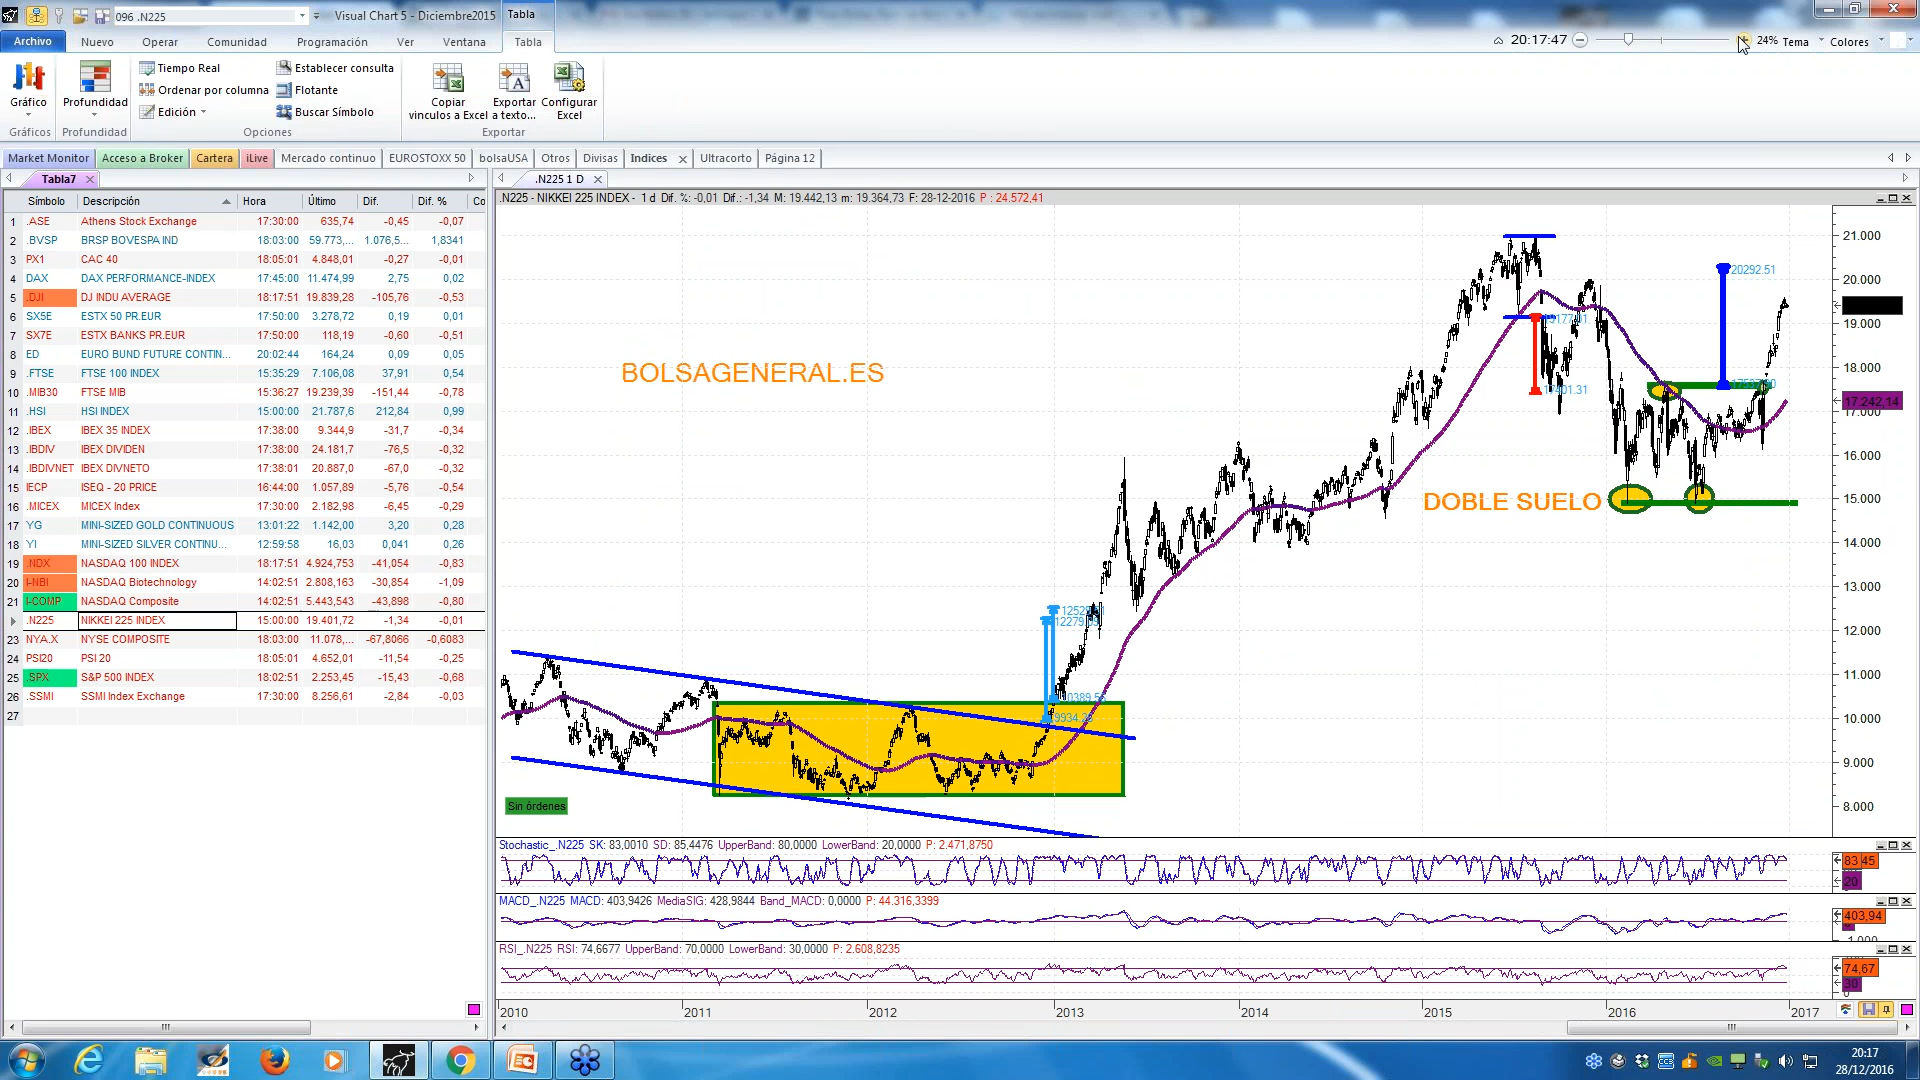 096 .N225
Visual Chart 5 - Diciembre2015
Tabla
Archivo Nuevo Operar Comunidad Programación Ver Ventana Tabla
20:17:47 24% Tema Colores
Gráfico
Profundidad
Tiempo Real
Ordenar por columna
Edición
Establecer consulta
Flotante
Buscar Símbolo
Copiar vinculos a Excel
Exportar a texto...
Configurar Excel
Gráficos Profundidad Opciones Exportar
Market Monitor Acceso a Broker Cartera iLive Mercado continuo EUROSTOXX 50 bolsaUSA Otros Divisas Indices Ultracorto Página 12
Tabla7
.N225 1 D
Símbolo Descripción Hora Último Dif. Dif. % Co
1 .ASE Athens Stock Exchange 17:30:00 635,74 -0,45 -0,07
2 .BVSP BRSP BOVESPA IND 18:03:00 59.773,... 1.076,5... 1,8341
3 PX1 CAC 40 18:05:01 4.848,01 -0,27 -0,01
4 DAX DAX PERFORMANCE-INDEX 17:45:00 11.474,99 2,75 0,02
5 .DJI DJ INDU AVERAGE 18:17:51 19.839,28 -105,76 -0,53
6 SX5E ESTX 50 PR.EUR 17:50:00 3.278,72 0,19 0,01
7 SX7E ESTX BANKS PR.EUR 17:50:00 118,19 -0,60 -0,51
8 ED EURO BUND FUTURE CONTIN... 20:02:44 164,24 0,09 0,05
9 .FTSE FTSE 100 INDEX 15:35:29 7.106,08 37,91 0,54
10 .MIB30 FTSE MIB 15:36:27 19.239,39 -151,44 -0,78
11 .HSI HSI INDEX 15:00:00 21.787,6 212,84 0,99
12 .IBEX IBEX 35 INDEX 17:38:00 9.344,9 -31,7 -0,34
13 .IBDIV IBEX DIVIDEN 17:38:00 24.181,7 -76,5 -0,32
14 .IBDIVNET IBEX DIVNETO 17:38:01 20.887,0 -67,0 -0,32
15 IECP ISEQ - 20 PRICE 16:44:00 1.057,89 -5,76 -0,54
16 .MICEX MICEX Index 17:30:00 2.182,98 -6,45 -0,29
17 YG MINI-SIZED GOLD CONTINUOUS 13:01:22 1.142,00 3,20 0,28
18 YI MINI-SIZED SILVER CONTINU... 12:59:58 16,03 0,041 0,26
19 .NDX NASDAQ 100 INDEX 18:17:51 4.924,753 -41,054 -0,83
20 I-NBI NASDAQ Biotechnology 14:02:51 2.808,163 -30,854 -1,09
21 I-COMP NASDAQ Composite 14:02:51 5.443,543 -43,898 -0,80
.N225 NIKKEI 225 INDEX 15:00:00 19.401,72 -1,34 -0,01
23 NYA.X NYSE COMPOSITE 18:03:00 11.078,... -67,8066 -0,6083
24 PSI20 PSI 20 18:05:01 4.652,01 -11,54 -0,25
25 .SPX S&P 500 INDEX 18:02:51 2.253,45 -15,43 -0,68
26 .SSMI SSMI Index Exchange 17:30:00 8.256,61 -2,84 -0,03
27
.N225 - NIKKEI 225 INDEX - 1 d Dif. %: -0,01 Dif.: -1,34 M: 19.442,13 m: 19.364,73 F: 28-12-2016 P : 24.572,41
21.000
20292.51
20.000
19.000
18.000
17401.31
17.242,14
17.000
BOLSAGENERAL.ES
16.000
DOBLE SUELO
15.000
14.000
13.000
12279.
12.000
11.000
10.000
9.000
8.000
Sin órdenes
Stochastic_.N225 SK: 83,0010 SD: 85,4476 UpperBand: 80,0000 LowerBand: 20,0000 P: 2.471,8750
83,45
20
MACD_.N225 MACD: 403,9426 MediaSIG: 428,9844 Band_MACD: 0,0000 P: 44.316,3399
403,94
RSI_.N225 RSI: 74,6677 UpperBand: 70,0000 LowerBand: 30,0000 P: 2.608,8235
74,67
30
2010 2011 2012 2013 2014 2015 2016 2017
20:17
28/12/2016